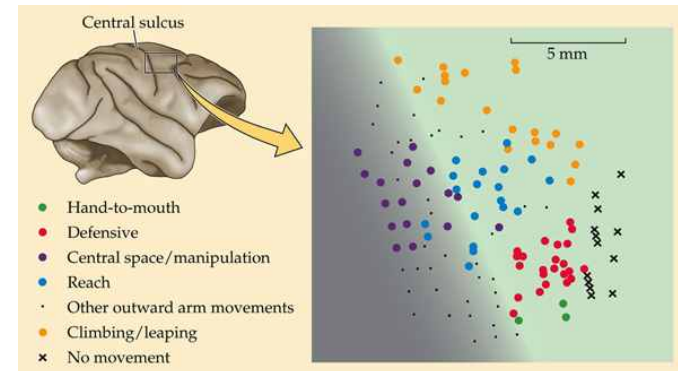 Central sulcus
5 mm
Hand-to-mouth
Defensive
Central space/manipulation
Reach
Other outward arm movements
Climbing/leaping
No movement